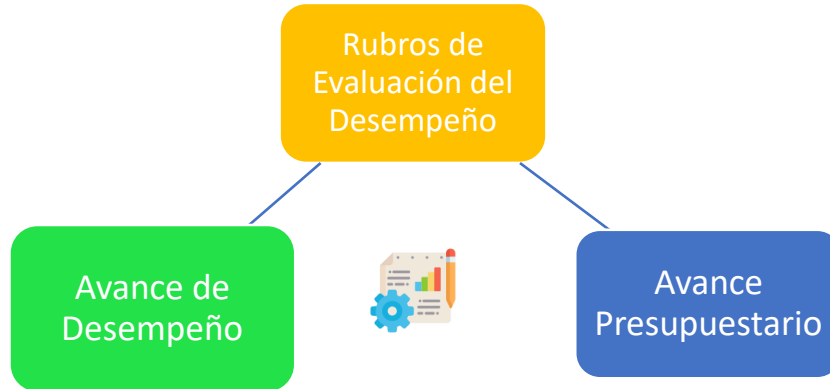 Rubros de
Evaluación del
Desempeño
Avance de
Desempeño
Avance
Presupuestario